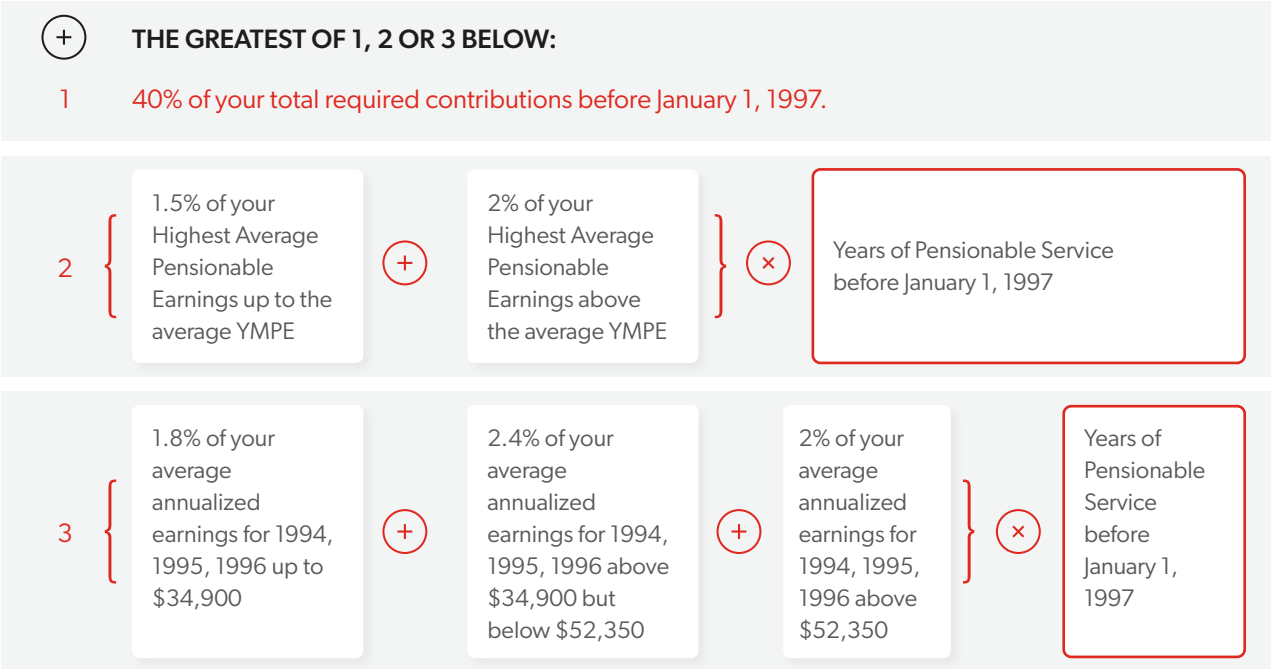 + THE GREATEST OF 1, 2 OR 3 BELOW:
1 40% of your total required contributions before January 1, 1997.
2
{
1.5% of your
Highest Average
Pensionable
Earnings up to the
average YMPE
+
2% of your
Highest Average
Pensionable
Earnings above
the average YMPE
}
×
Years of Pensionable Service
before January 1, 1997
3
{
1.8% of your
average
annualized
earnings for 1994,
1995, 1996 up to
$34,900
+
2.4% of your
average
annualized
earnings for 1994,
1995, 1996 above
$34,900 but
below $52,350
+
2% of your
average
annualized
earnings for
1994, 1995,
1996 above
$52,350
}
×
Years of
Pensionable
Service
before
January 1,
1997